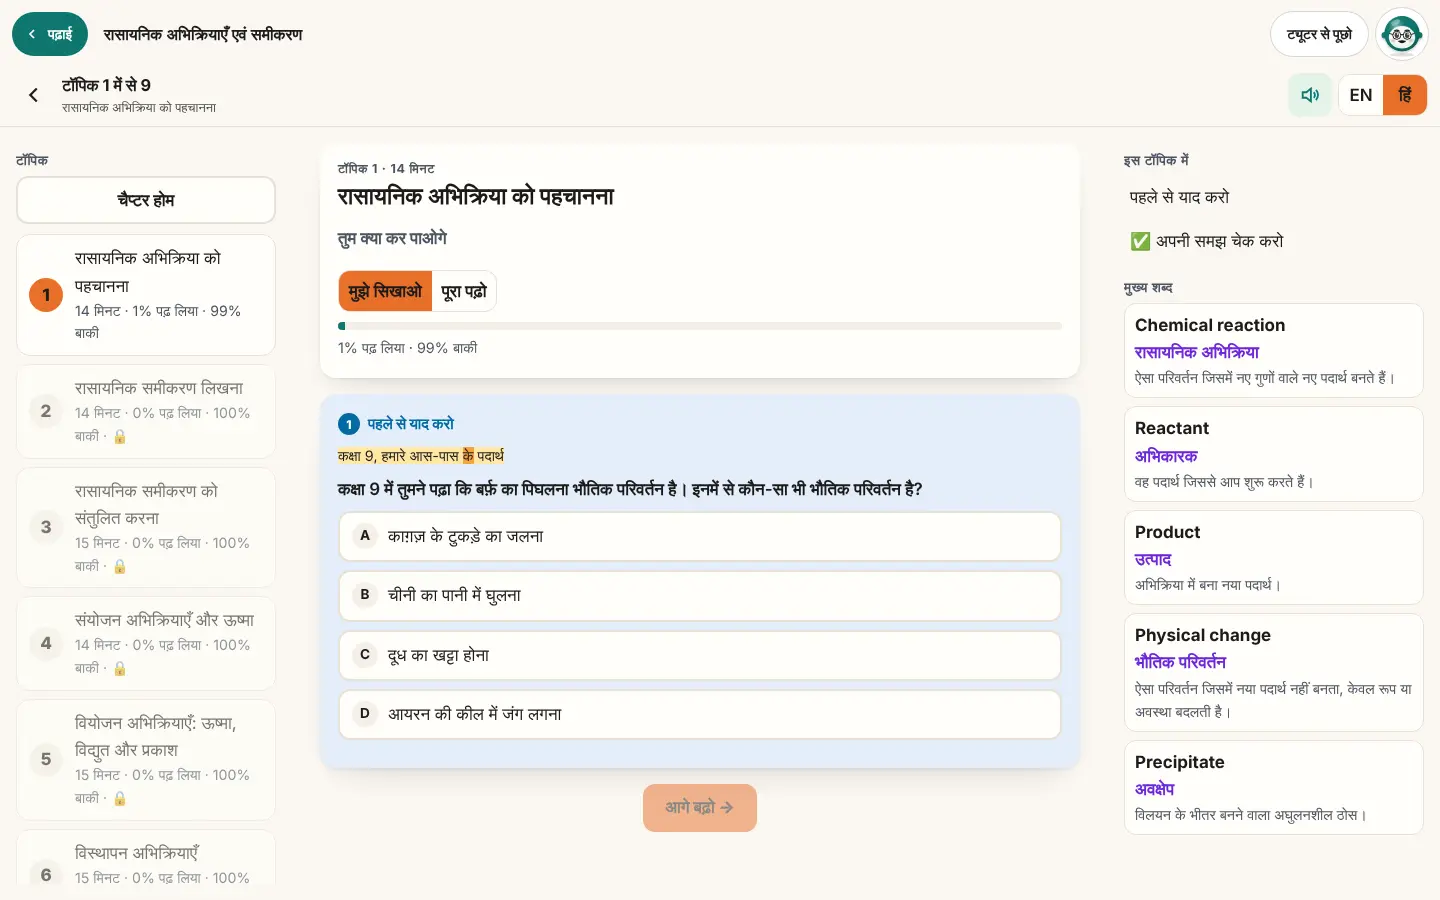 पढ़ाई
रासायनिक अभिक्रियाएँ एवं समीकरण
ट्यूटर से पूछो
टॉपिक 1 में से 9
रासायनिक अभिक्रिया को पहचानना
EN
हिं
टॉपिक
चैप्टर होम
1
रासायनिक अभिक्रिया को
पहचानना
14 मिनट · 1% पढ़ लिया · 99%
बाकी
2
रासायनिक समीकरण लिखना
14 मिनट · 0% पढ़ लिया · 100%
बाकी · 🔒
3
रासायनिक समीकरण को
संतुलित करना
15 मिनट · 0% पढ़ लिया · 100%
बाकी · 🔒
4
संयोजन अभिक्रियाएँ और ऊष्मा
14 मिनट · 0% पढ़ लिया · 100%
बाकी · 🔒
5
वियोजन अभिक्रियाएँ: ऊष्मा,
विद्युत और प्रकाश
15 मिनट · 0% पढ़ लिया · 100%
बाकी · 🔒
6
विस्थापन अभिक्रियाएँ
15 मिनट · 0% पढ़ लिया · 100%
टॉपिक 1 · 14 मिनट
रासायनिक अभिक्रिया को पहचानना
तुम क्या कर पाओगे
मुझे सिखाओ
पूरा पढ़ो
1% पढ़ लिया · 99% बाकी
1 पहले से याद करो
कक्षा 9, हमारे आस-पास के पदार्थ
कक्षा 9 में तुमने पढ़ा कि बर्फ़ का पिघलना भौतिक परिवर्तन है। इनमें से कौन-सा भी भौतिक परिवर्तन है?
A काग़ज़ के टुकड़े का जलना
B चीनी का पानी में घुलना
C दूध का खट्टा होना
D आयरन की कील में जंग लगना
आगे बढ़ो →
इस टॉपिक में
पहले से याद करो
✅ अपनी समझ चेक करो
मुख्य शब्द
Chemical reaction
रासायनिक अभिक्रिया
ऐसा परिवर्तन जिसमें नए गुणों वाले नए पदार्थ बनते हैं।
Reactant
अभिकारक
वह पदार्थ जिससे आप शुरू करते हैं।
Product
उत्पाद
अभिक्रिया में बना नया पदार्थ।
Physical change
भौतिक परिवर्तन
ऐसा परिवर्तन जिसमें नया पदार्थ नहीं बनता, केवल रूप या
अवस्था बदलती है।
Precipitate
अवक्षेप
विलयन के भीतर बनने वाला अघुलनशील ठोस।